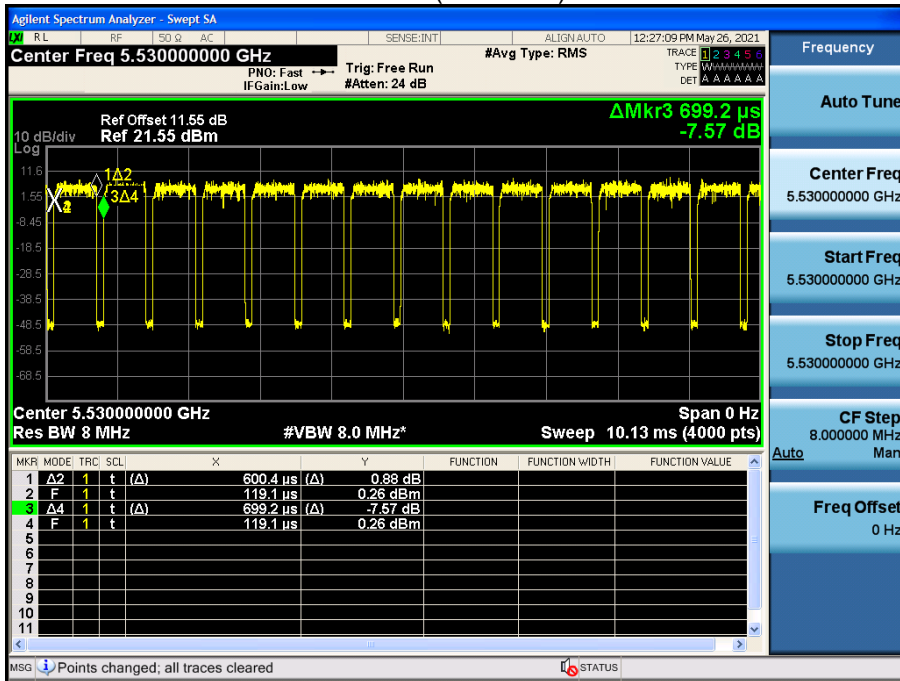 Agilent Spectrum Analyzer - Swept SA
LXI RL RF 50 Ω AC SENSE:INT ALIGN AUTO 12:27:09 PM May 26, 2021
Center Freq 5.530000000 GHz #Avg Type: RMS TRACE 1 2 3 4 5 6
PNO: Fast Trig: Free Run TYPE WWWWWW
IFGain:Low #Atten: 24 dB DET A A A A A A
ΔMkr3 699.2 µs
-7.57 dB
Ref Offset 11.55 dB
10 dB/div Ref 21.55 dBm
Log
11.6
1.55
-8.45
-18.5
-28.5
-38.5
-48.5
-58.5
-68.5
1Δ2
3Δ4
Center 5.530000000 GHz Span 0 Hz
Res BW 8 MHz #VBW 8.0 MHz* Sweep 10.13 ms (4000 pts)
MKR MODE TRC SCL X Y FUNCTION FUNCTION WIDTH FUNCTION VALUE
1 Δ2 1 t (Δ) 600.4 µs (Δ) 0.88 dB
2 F 1 t 119.1 µs 0.26 dBm
3 Δ4 1 t (Δ) 699.2 µs (Δ) -7.57 dB
4 F 1 t 119.1 µs 0.26 dBm
5
6
7
8
9
10
11
MSG Points changed; all traces cleared STATUS
Frequency
Auto Tune
Center Freq
5.530000000 GHz
Start Freq
5.530000000 GHz
Stop Freq
5.530000000 GHz
CF Step
8.000000 MHz
Auto Man
Freq Offset
0 Hz